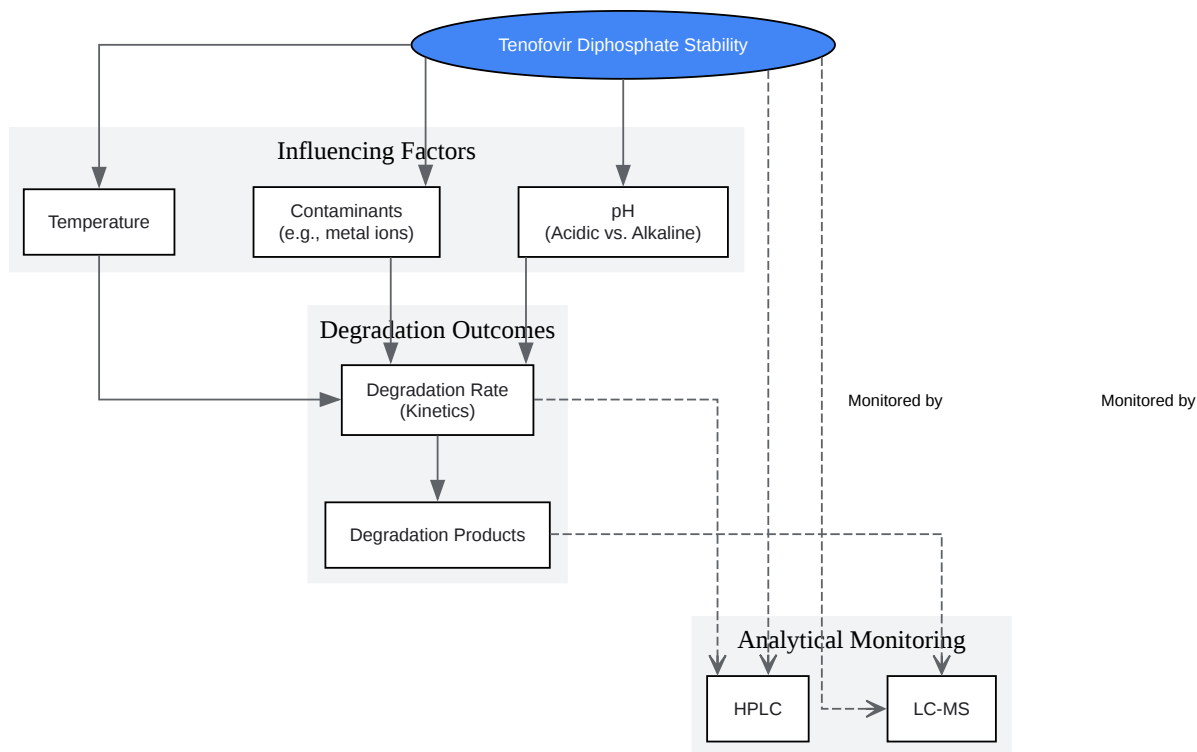 Tenofovir Diphosphate Stability
Influencing Factors
Temperature
Contaminants
(e.g., metal ions)
pH
(Acidic vs. Alkaline)
Degradation Outcomes
Degradation Rate
(Kinetics)
Monitored by
Monitored by
Degradation Products
Analytical Monitoring
HPLC
LC-MS